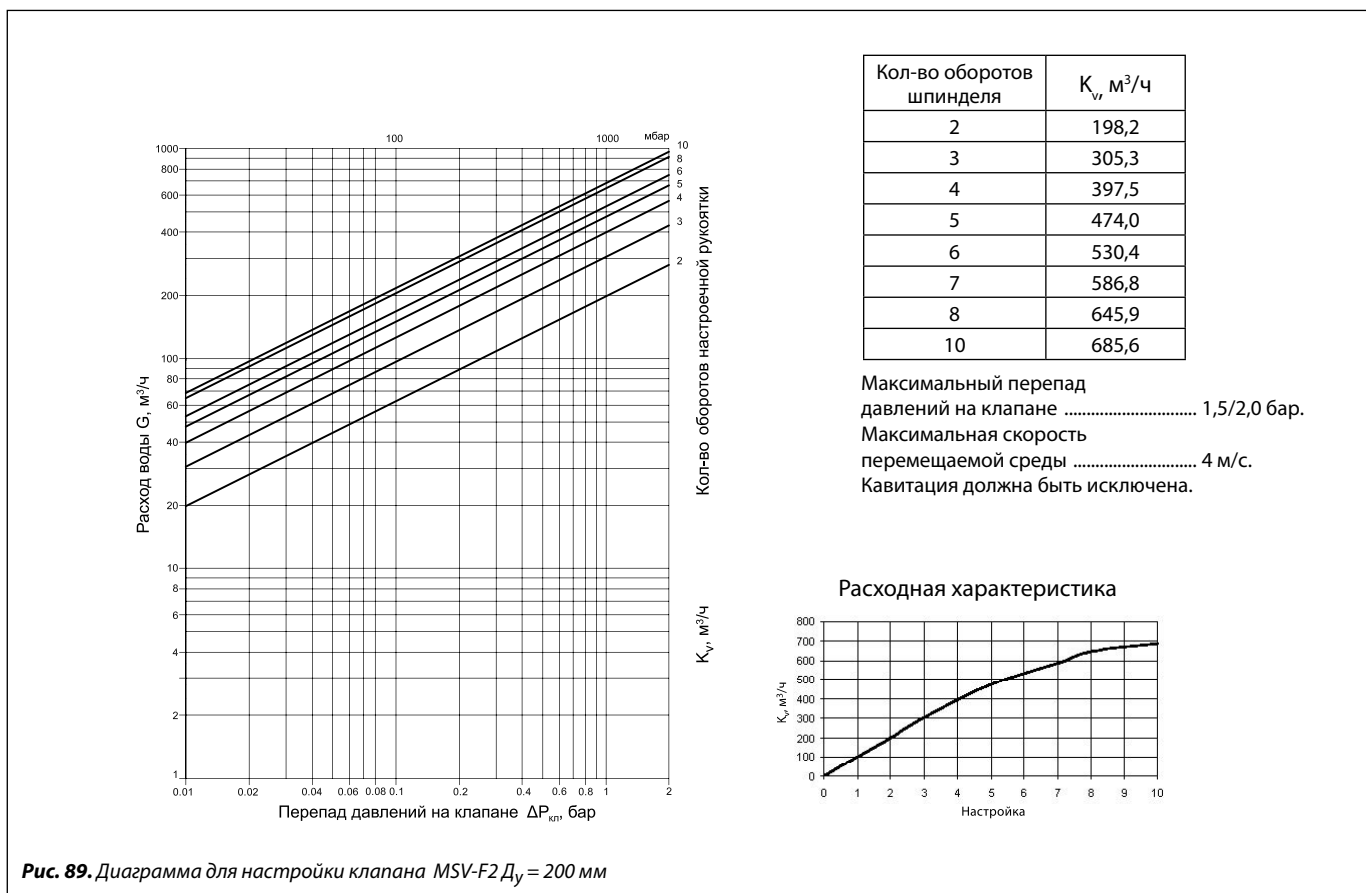 100 1000 мбар
1000
800
600
400
200
100
80
60
40
20
10
8
6
4
2
1
10
8
6
5
4
3
2
Расход воды G, м³/ч
Кол-во оборотов настроечной рукоятки
Kv, м³/ч
0.01 0.02 0.04 0.06 0.08 0.1 0.2 0.4 0.6 0.8 1 2
Перепад давлений на клапане ΔPкл, бар
Кол-во оборотов шпинделя Kv, м³/ч
2 198,2
3 305,3
4 397,5
5 474,0
6 530,4
7 586,8
8 645,9
10 685,6
Максимальный перепад
давлений на клапане ............................. 1,5/2,0 бар.
Максимальная скорость
перемещаемой среды ............................. 4 м/с.
Кавитация должна быть исключена.
Расходная характеристика
800
700
600
500
400
300
200
100
0
Kv, м³/ч
0 1 2 3 4 5 6 7 8 9 10
Настройка
Рис. 89. Диаграмма для настройки клапана MSV-F2 Ду = 200 мм